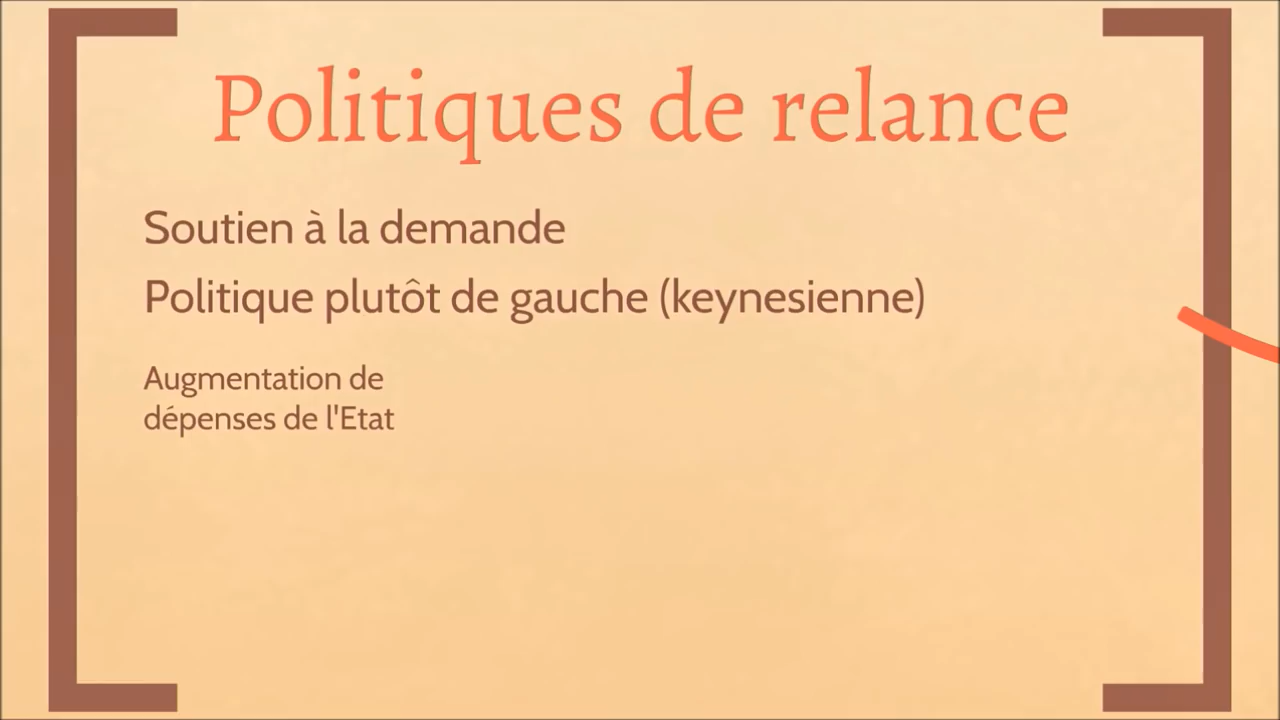 Politiques de relance
Soutien à la demande
Politique plutôt de gauche (keynesienne)
Augmentation de
dépenses de l'Etat